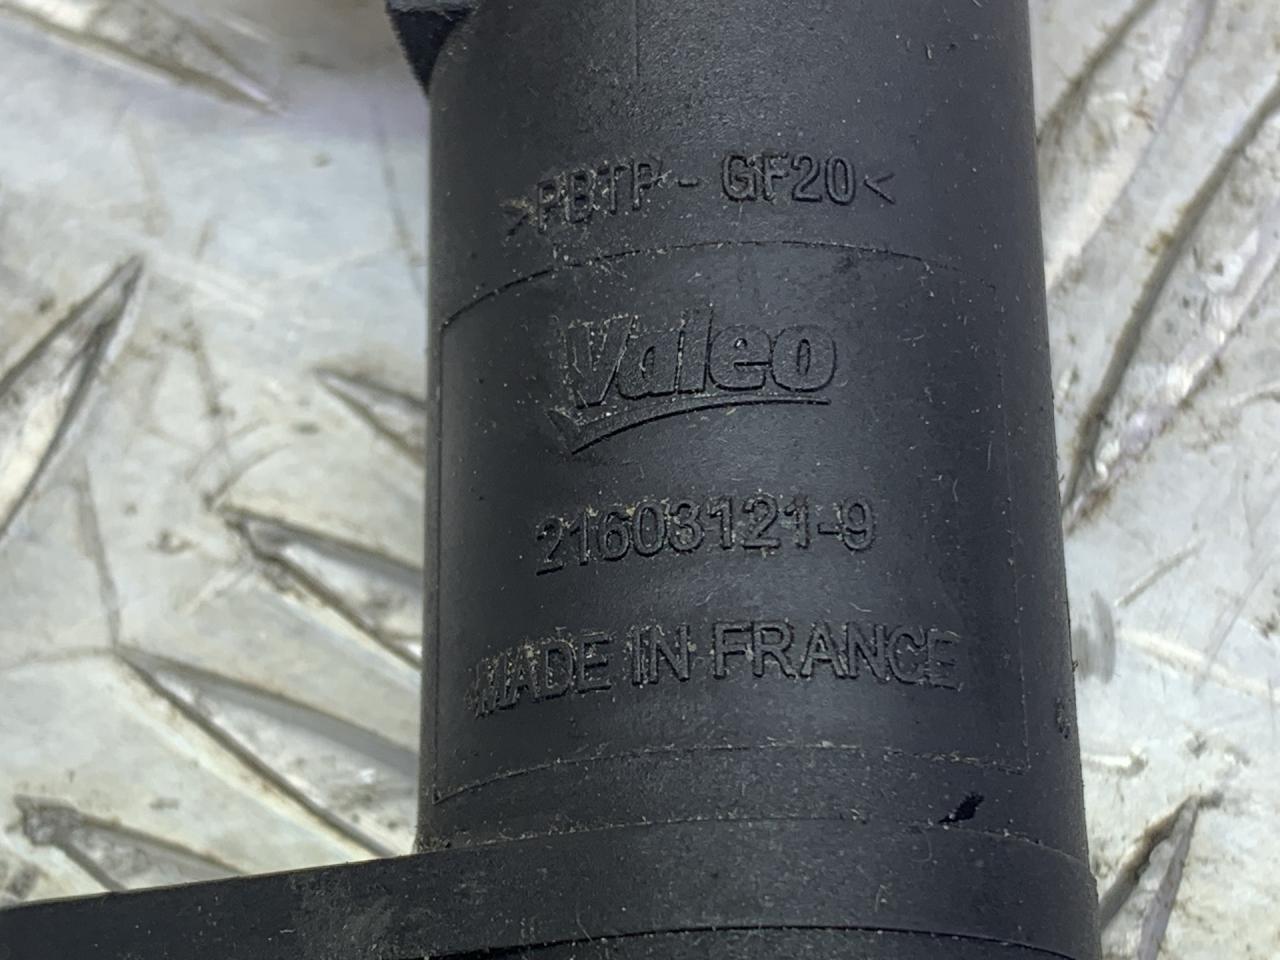 >PBTP - GF20<
Valeo
21603121-9
MADE IN FRANCE